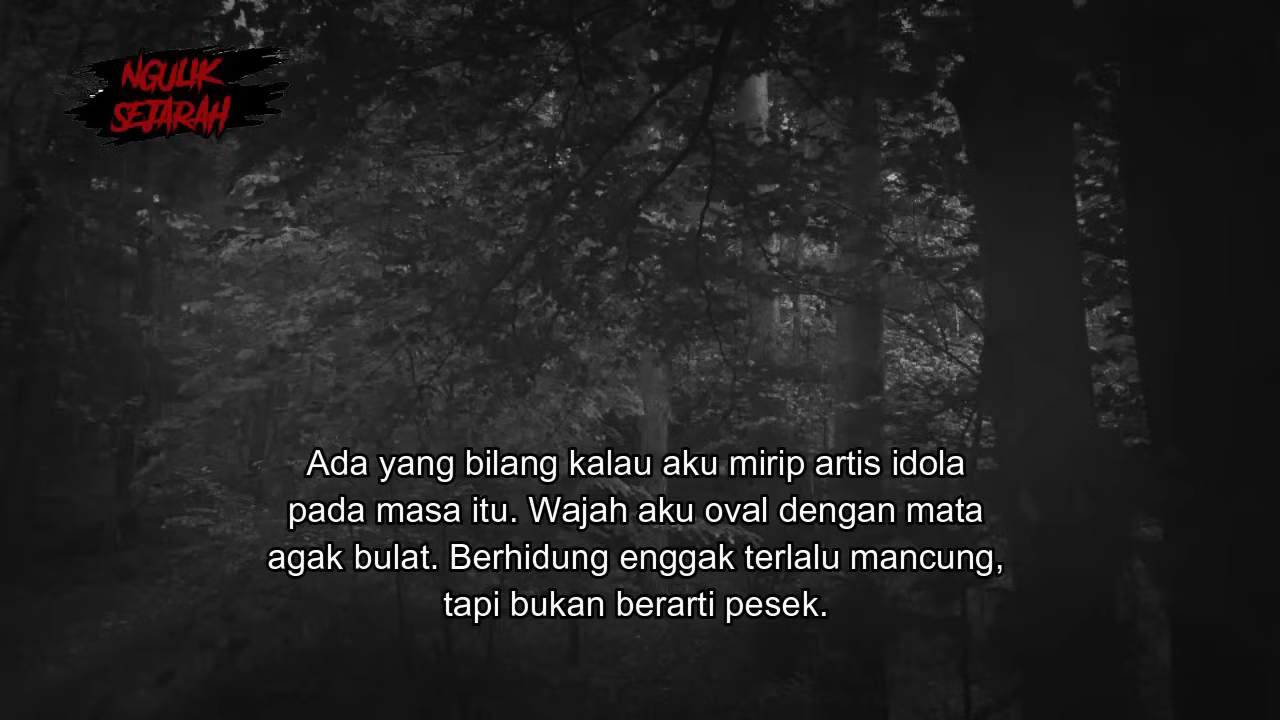 NGULIK
SEJARAH
Ada yang bilang kalau aku mirip artis idola
pada masa itu. Wajah aku oval dengan mata
agak bulat. Berhidung enggak terlalu mancung,
tapi bukan berarti pesek.